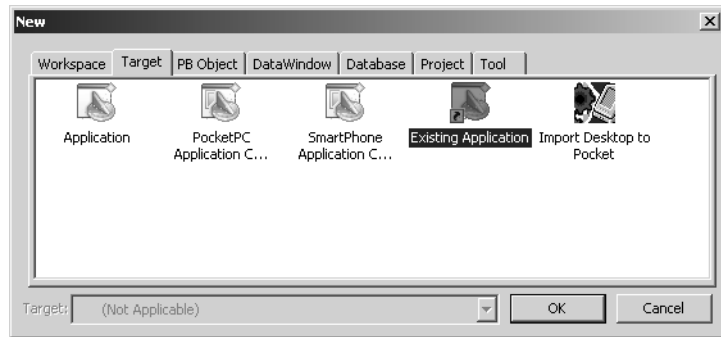 New
Workspace Target PB Object DataWindow Database Project Tool
Application PocketPC SmartPhone Existing Application Import Desktop to
Application C... Application C... Pocket
Target: (Not Applicable) OK Cancel